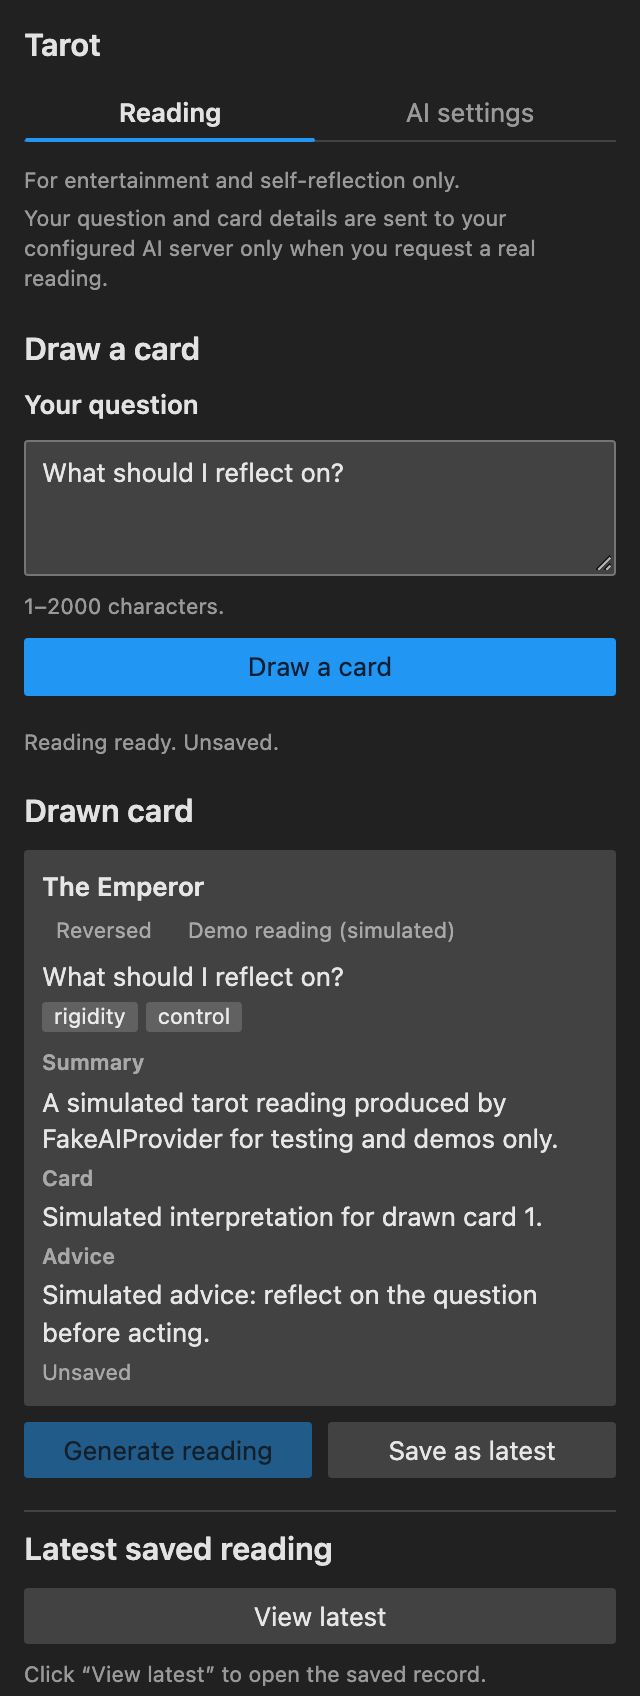 Tarot
Reading
AI settings
For entertainment and self-reflection only.
Your question and card details are sent to your
configured AI server only when you request a real
reading.
Draw a card
Your question
What should I reflect on?
1–2000 characters.
Draw a card
Reading ready. Unsaved.
Drawn card
The Emperor
Reversed
Demo reading (simulated)
What should I reflect on?
rigidity
control
Summary
A simulated tarot reading produced by
FakeAIProvider for testing and demos only.
Card
Simulated interpretation for drawn card 1.
Advice
Simulated advice: reflect on the question
before acting.
Unsaved
Generate reading
Save as latest
Latest saved reading
View latest
Click “View latest” to open the saved record.